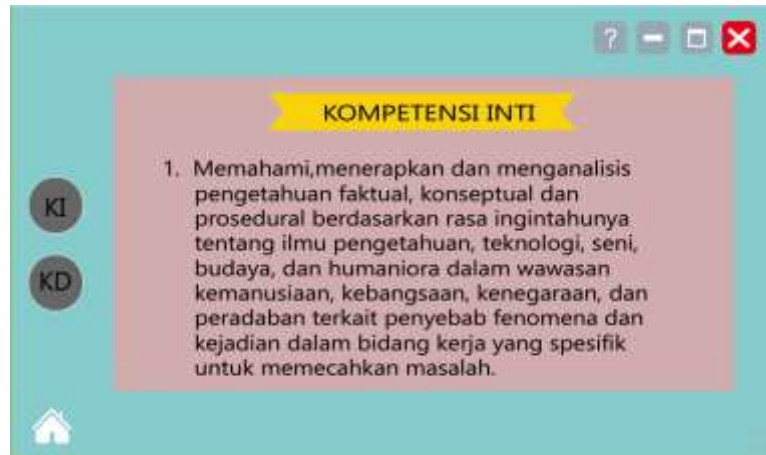 ?
KOMPETENSI INTI
1. Memahami,menerapkan dan menganalisis
pengetahuan faktual, konseptual dan
prosedural berdasarkan rasa ingintahunya
tentang ilmu pengetahuan, teknologi, seni,
budaya, dan humaniora dalam wawasan
kemanusiaan, kebangsaan, kenegaraan, dan
peradaban terkait penyebab fenomena dan
kejadian dalam bidang kerja yang spesifik
untuk memecahkan masalah.
KI
KD